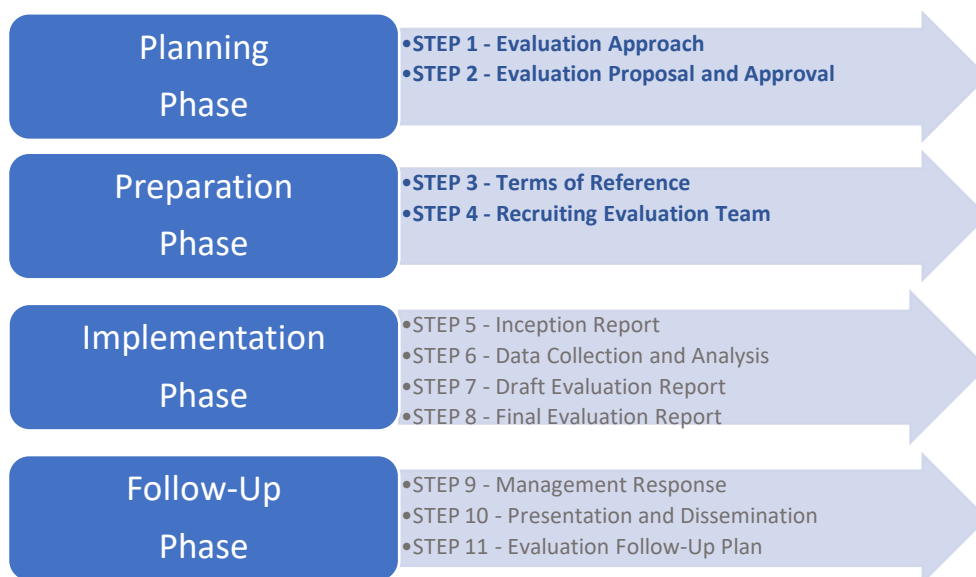 Planning
Phase
•STEP 1 - Evaluation Approach
•STEP 2 - Evaluation Proposal and Approval
Preparation
Phase
•STEP 3 - Terms of Reference
•STEP 4 - Recruiting Evaluation Team
Implementation
Phase
•STEP 5 - Inception Report
•STEP 6 - Data Collection and Analysis
•STEP 7 - Draft Evaluation Report
•STEP 8 - Final Evaluation Report
Follow-Up
Phase
•STEP 9 - Management Response
•STEP 10 - Presentation and Dissemination
•STEP 11 - Evaluation Follow-Up Plan